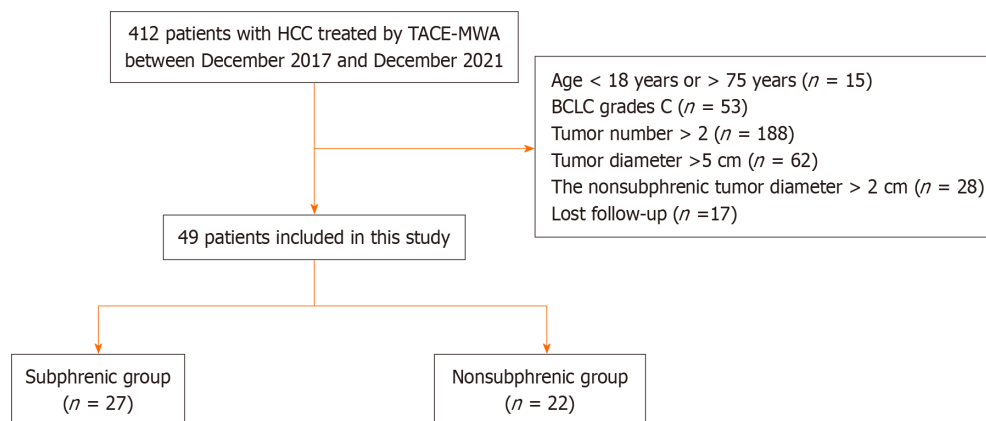 412 patients with HCC treated by TACE-MWA
between December 2017 and December 2021
Age < 18 years or > 75 years (n = 15)
BCLC grades C (n = 53)
Tumor number > 2 (n = 188)
Tumor diameter >5 cm (n = 62)
The nonsubphrenic tumor diameter > 2 cm (n = 28)
Lost follow-up (n =17)
49 patients included in this study
Subphrenic group
(n = 27)
Nonsubphrenic group
(n = 22)